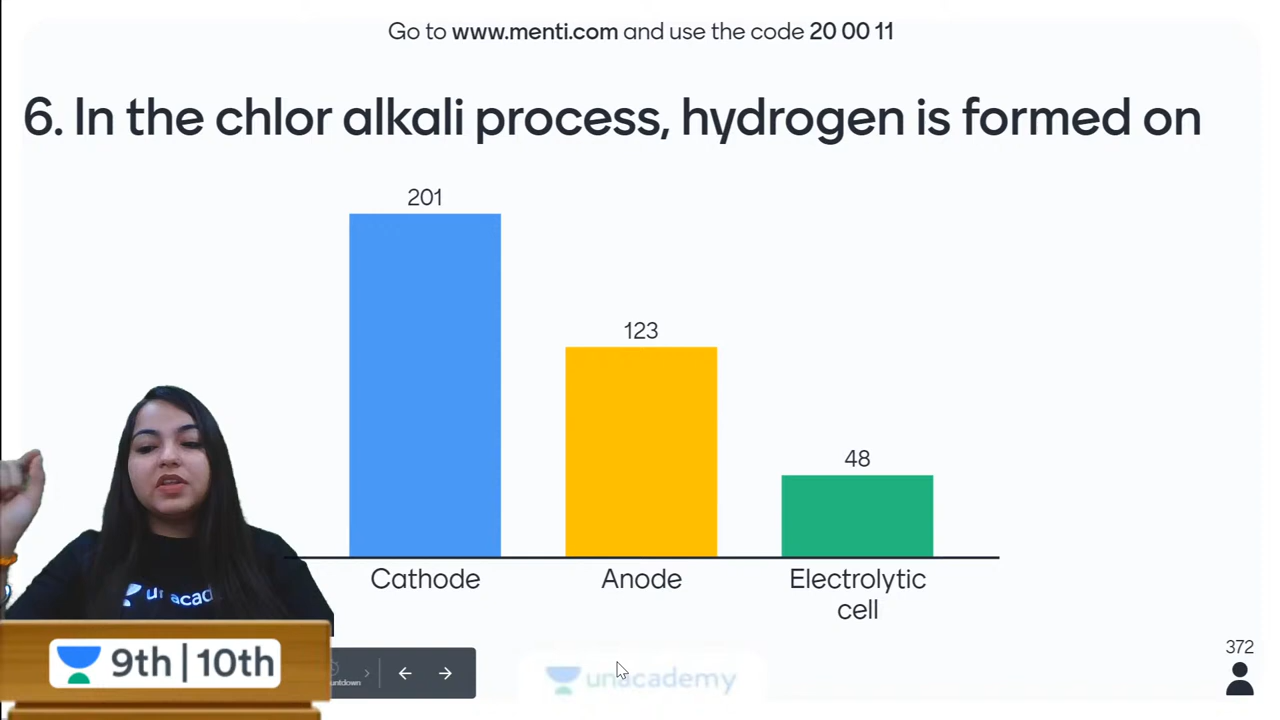 Go to www.menti.com and use the code 20 00 11
6. In the chlor alkali process, hydrogen is formed on
201
123
48
Cathode
Anode
Electrolytic
cell
372
9th | 10th
unacademy